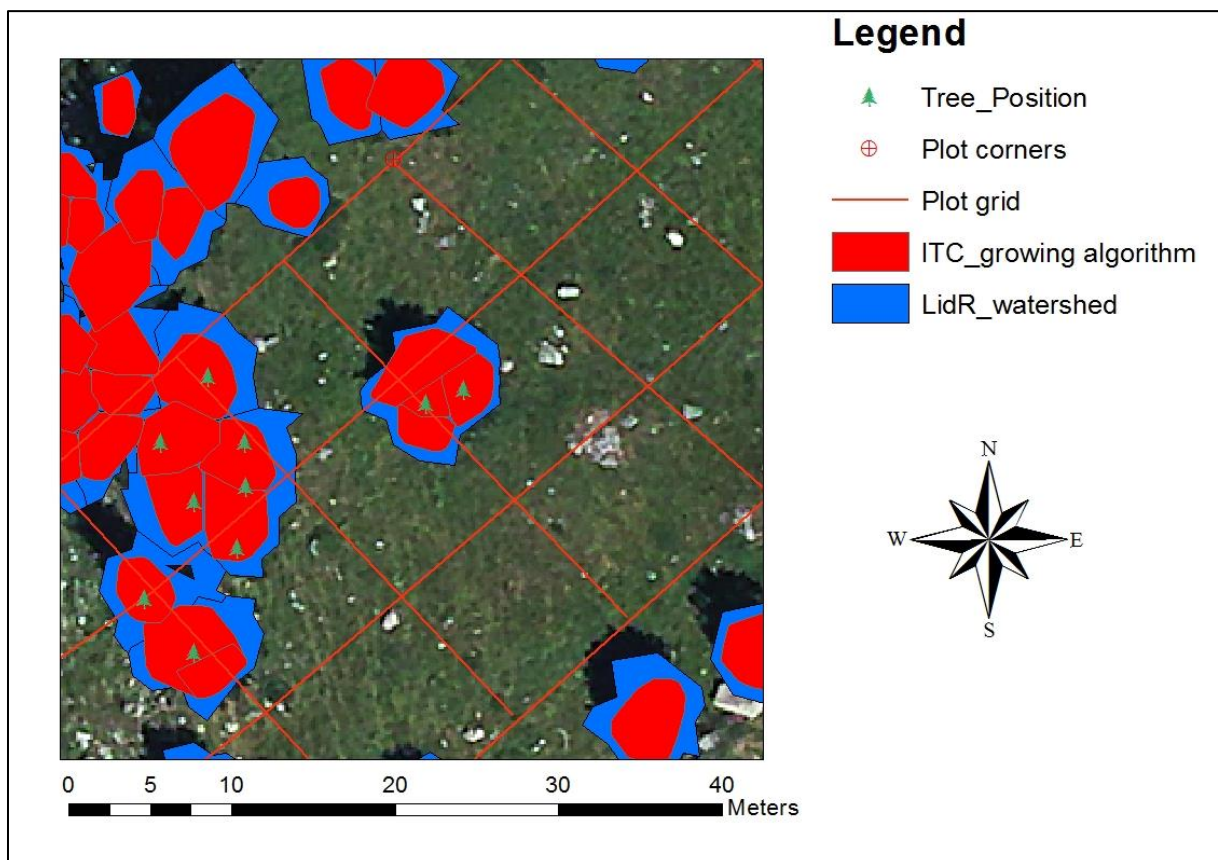 Legend
Tree_Position
Plot corners
Plot grid
ITC_growing algorithm
LidR_watershed
N
W E
S
0 5 10 20 30 40
Meters